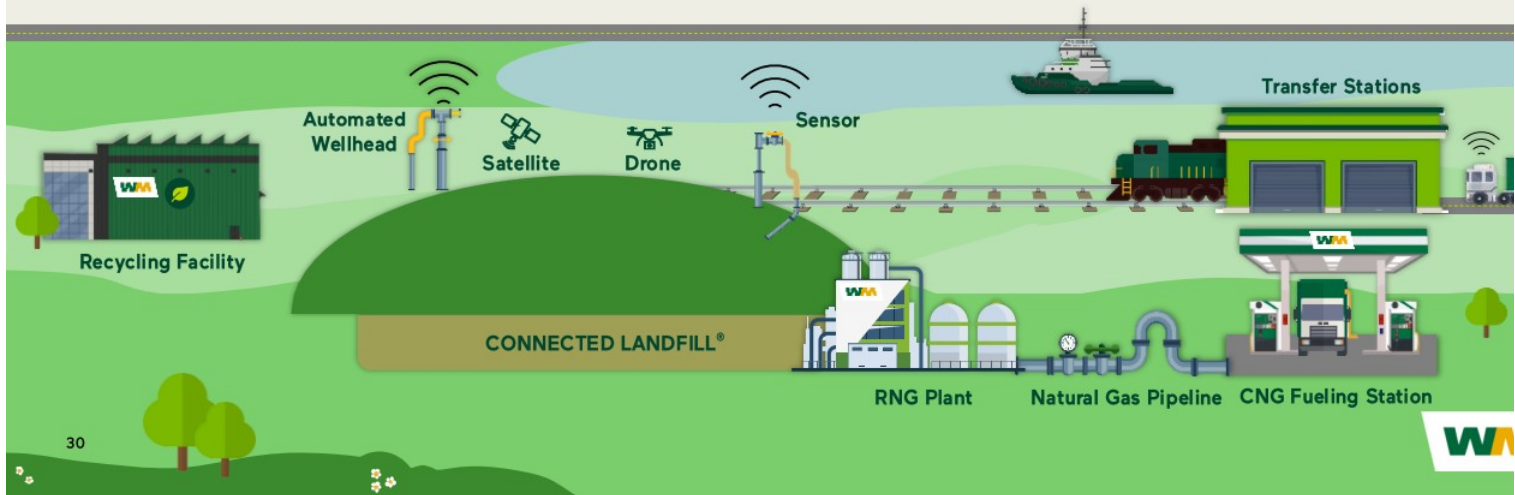 Transfer Stations
Automated
Wellhead
Satellite
Drone
Sensor
WM
Recycling Facility
WM
WM
CONNECTED LANDFILL®
RNG Plant
Natural Gas Pipeline
CNG Fueling Station
30
WM